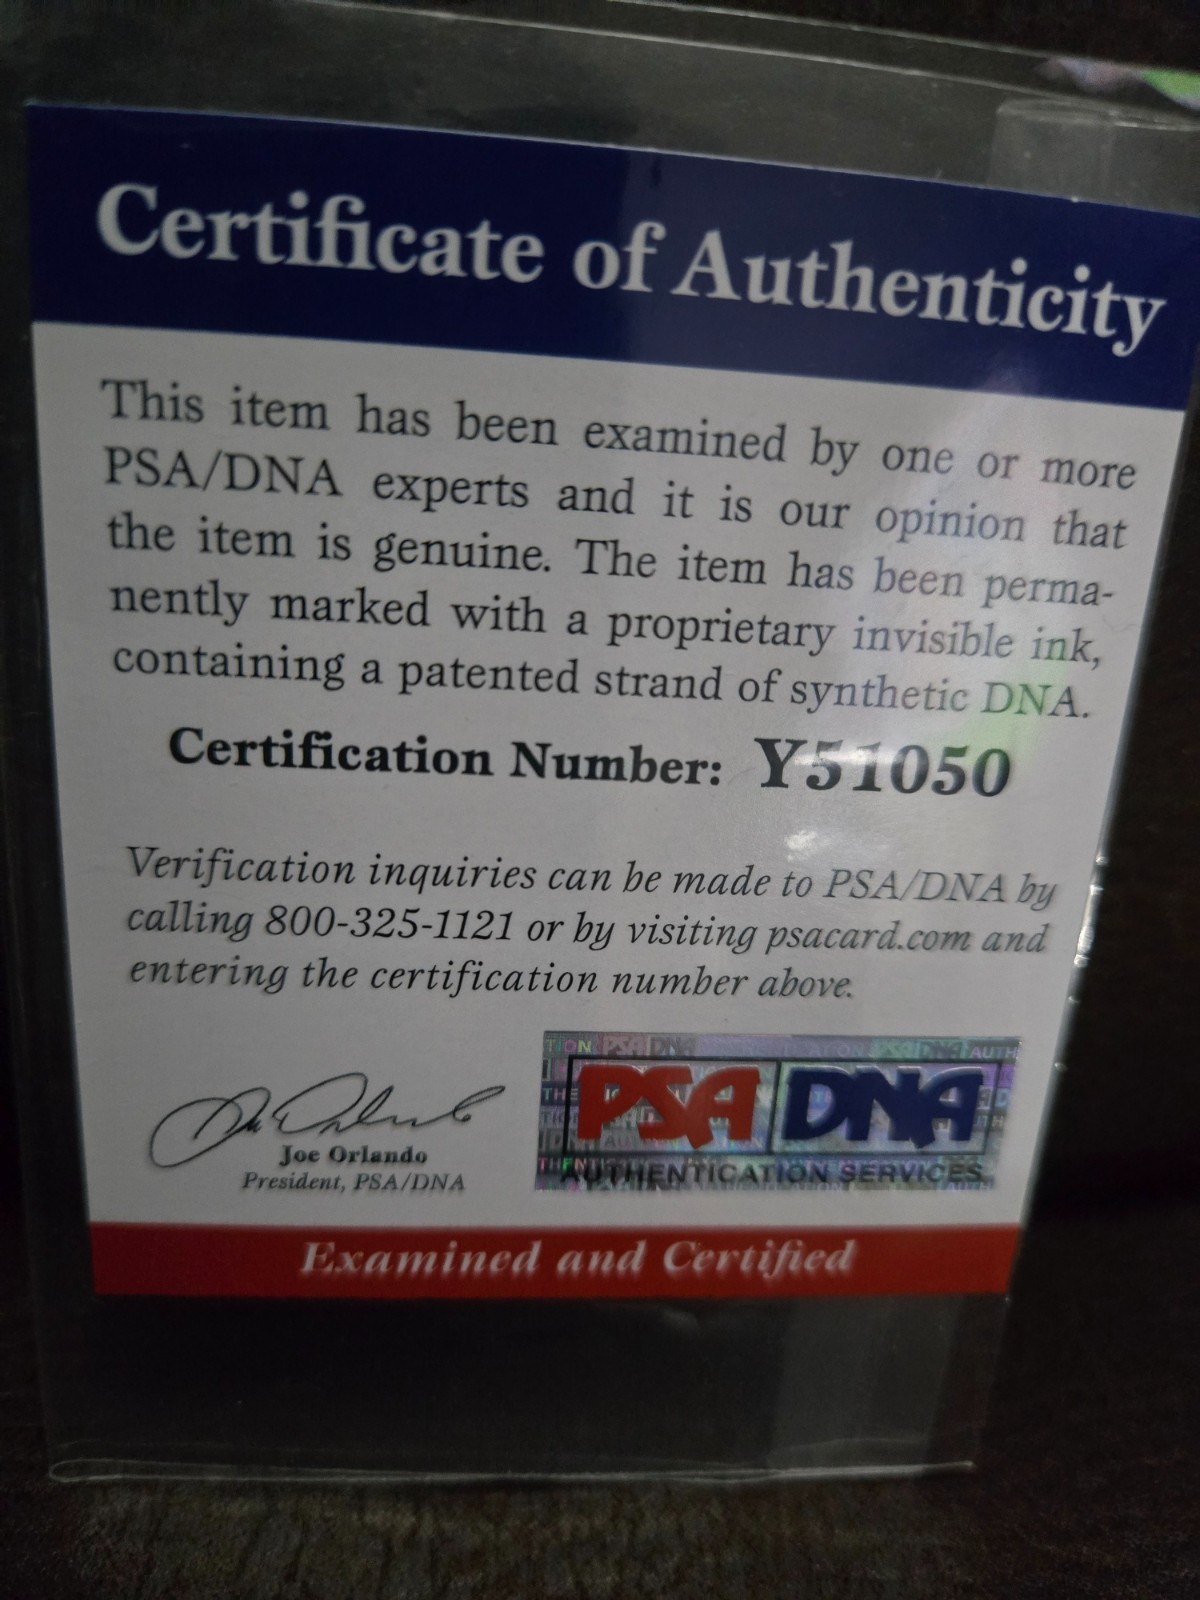 Certificate of Authenticity
This item has been examined by one or more
PSA/DNA experts and it is our opinion that
the item is genuine. The item has been perma-
nently marked with a proprietary invisible ink,
containing a patented strand of synthetic DNA.
Certification Number: Y51050
Verification inquiries can be made to PSA/DNA by
calling 800-325-1121 or by visiting psacard.com and
entering the certification number above.
Joe Orlando
President, PSA/DNA
PSA DNA
AUTHENTICATION SERVICES
Examined and Certified